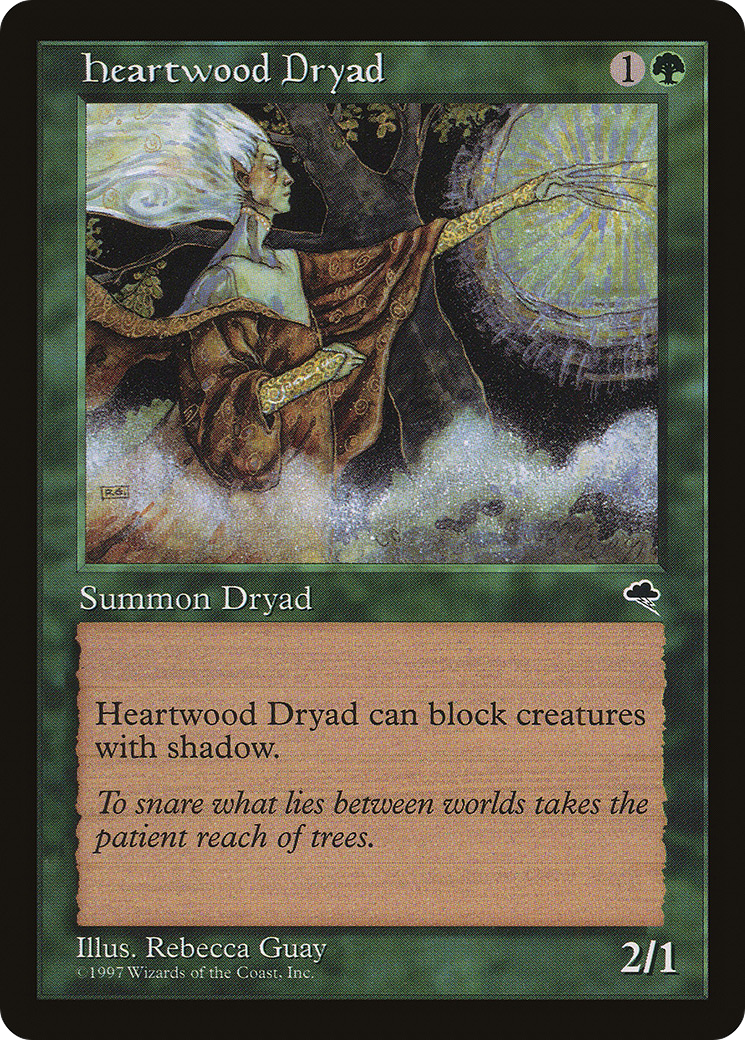 Heartwood Dryad
1
R.G.
Summon Dryad
Heartwood Dryad can block creatures
with shadow.
To snare what lies between worlds takes the
patient reach of trees.
Illus. Rebecca Guay
©1997 Wizards of the Coast, Inc.
2/1